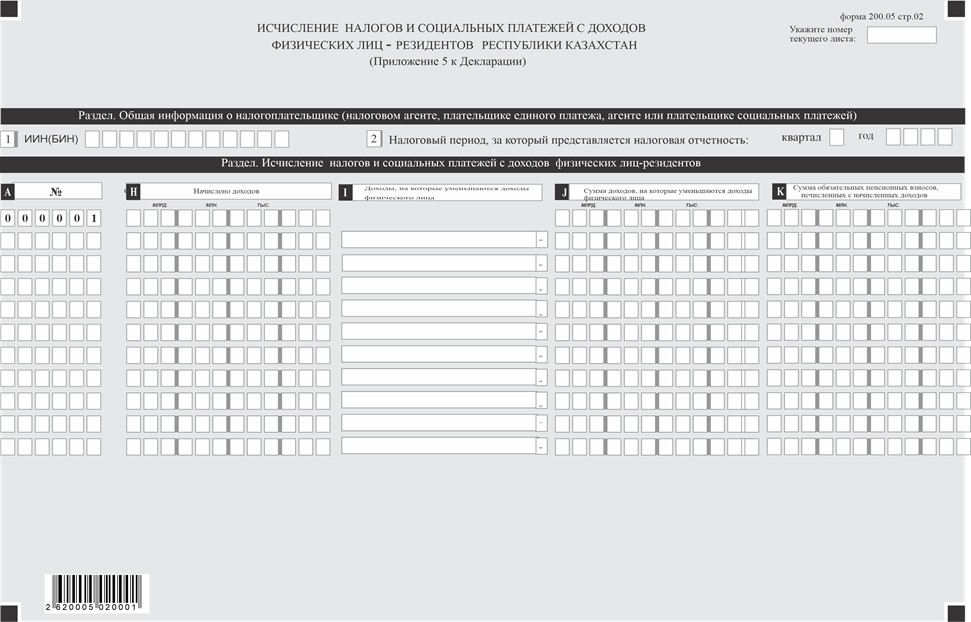 форма 200.05 стр.02
ИСЧИСЛЕНИЕ НАЛОГОВ И СОЦИАЛЬНЫХ ПЛАТЕЖЕЙ С ДОХОДОВ
ФИЗИЧЕСКИХ ЛИЦ - РЕЗИДЕНТОВ РЕСПУБЛИКИ КАЗАХСТАН
(Приложение 5 к Декларации)
Укажите номер
текущего листа:
Раздел. Общая информация о налогоплательщике (налоговом агенте, плательщике единого платежа, агенте или плательщике социальных платежей)
1 ИИН(БИН) 2 Налоговый период, за который представляется налоговая отчетность: квартал год
Раздел. Исчисление налогов и социальных платежей с доходов физических лиц-резидентов
A №
H Начислено доходов
I Доходы, на которые уменьшаются доходы
физического лица
J Сумма доходов, на которые уменьшаются доходы
физического лица
K Сумма обязательных пенсионных взносов,
исчисленных с начисленных доходов
МЛРД. МЛН. ТЫС. МЛРД. МЛН. ТЫС. МЛРД. МЛН. ТЫС.
0 0 0 0 0 1
2 620005 020001